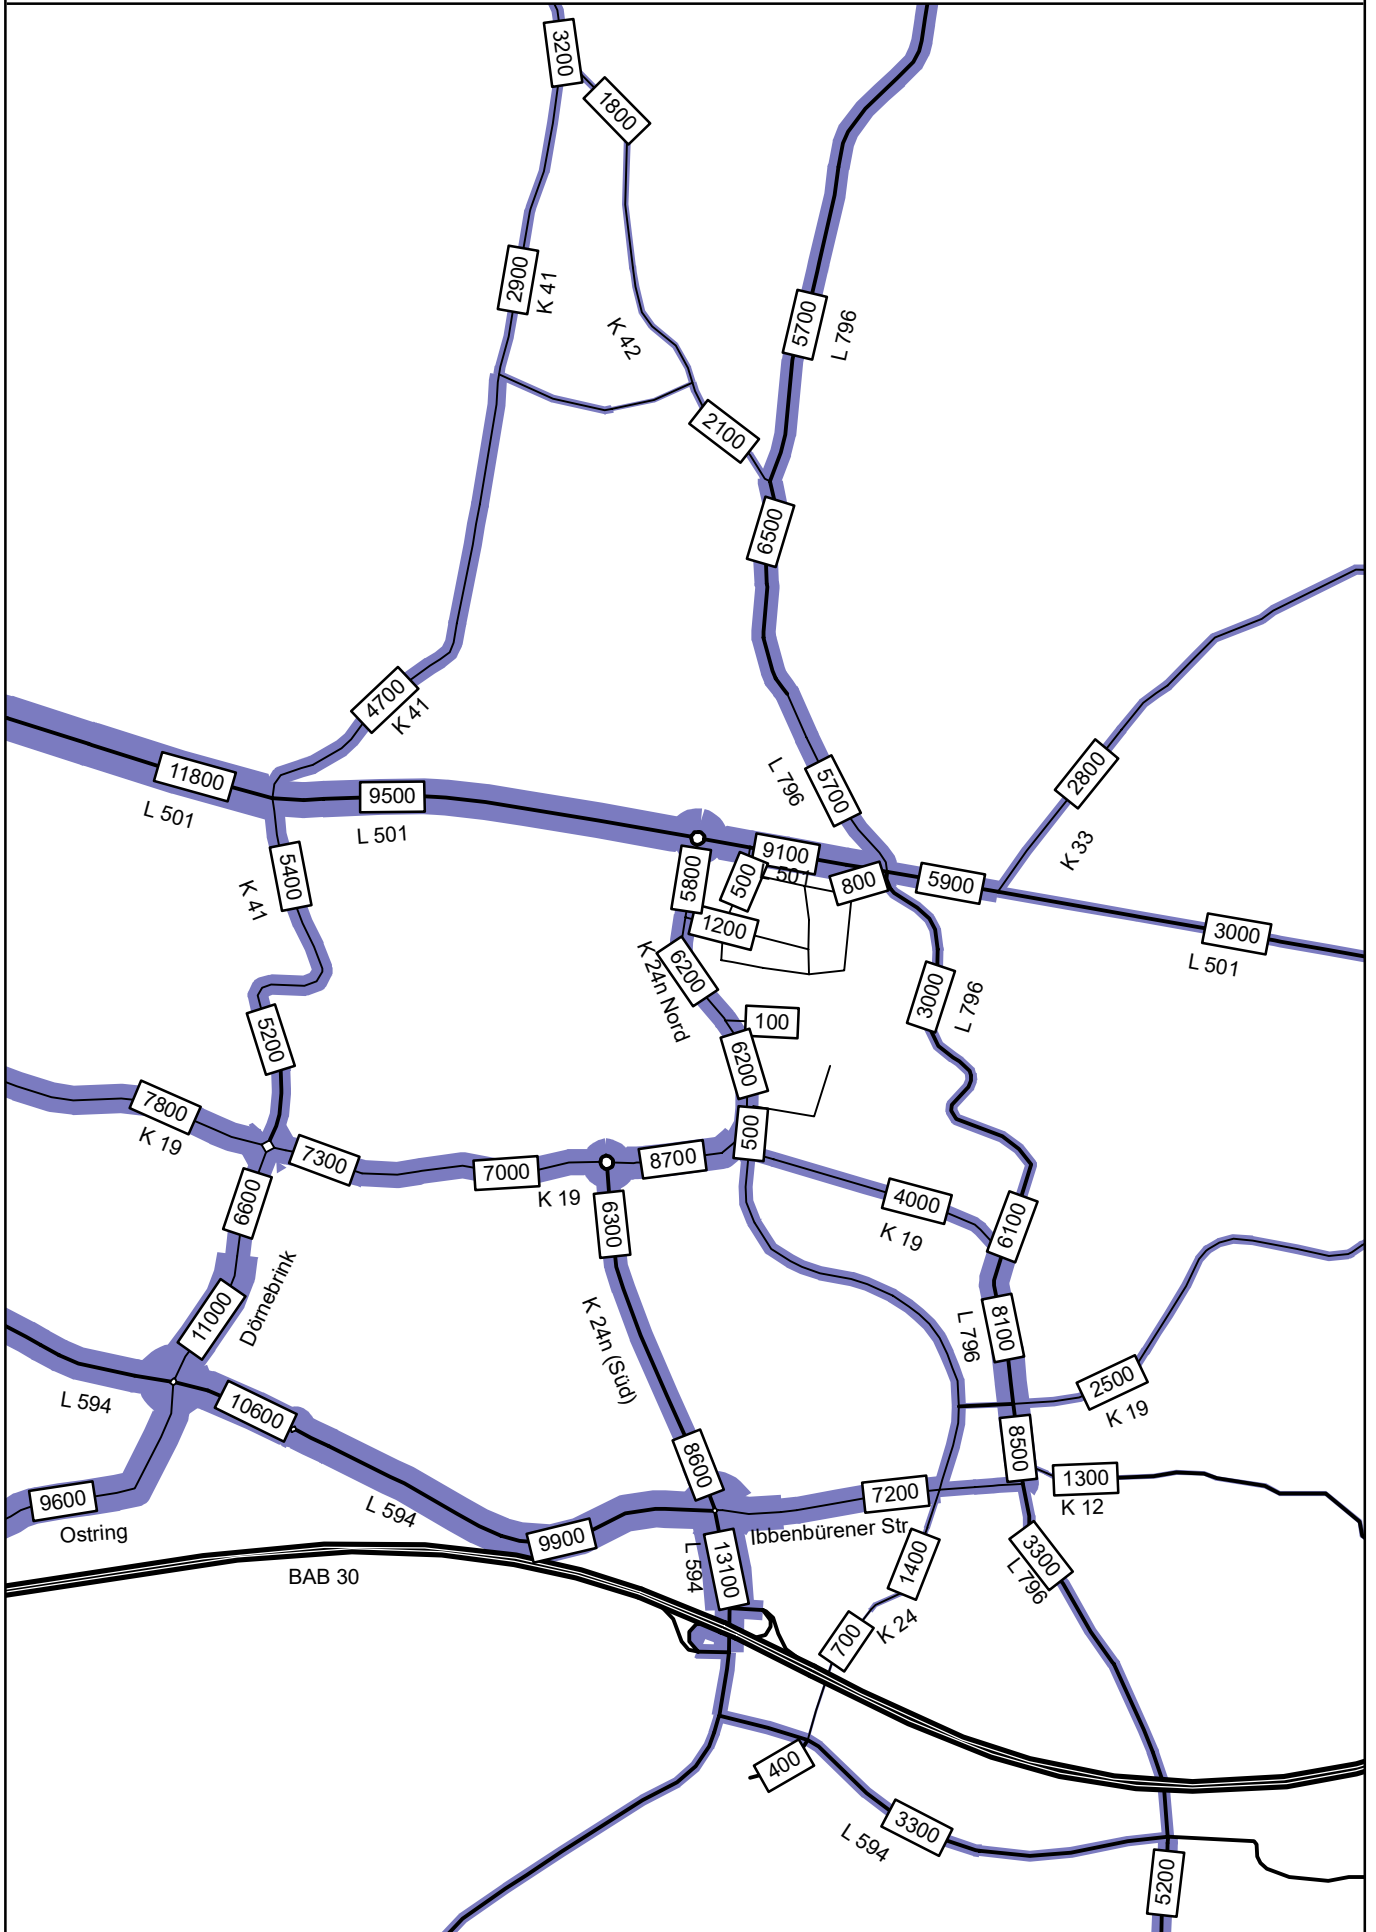 3200
1800
2900
K 41
K 42
5700
L 796
2100
6500
4700
K 41
11800
L 501
9500
L 501
L 796
5700
2800
K 33
9100
501
5800
500
800
5900
1200
3000
L 501
5400
K 41
6200
K 24n Nord
3000
L 796
100
5200
6200
7800
K 19
500
7300
7000
K 19
8700
4000
K 19
6600
6300
6100
Dörnebrink
11000
K 24n (Süd)
L 796
8100
2500
K 19
L 594
10600
8500
8600
1300
K 12
9600
Ostring
L 594
7200
9900
Ibbenbürener Str.
BAB 30
L 594
13100
1400
3300
L 796
700
K 24
400
3300
L 594
5200